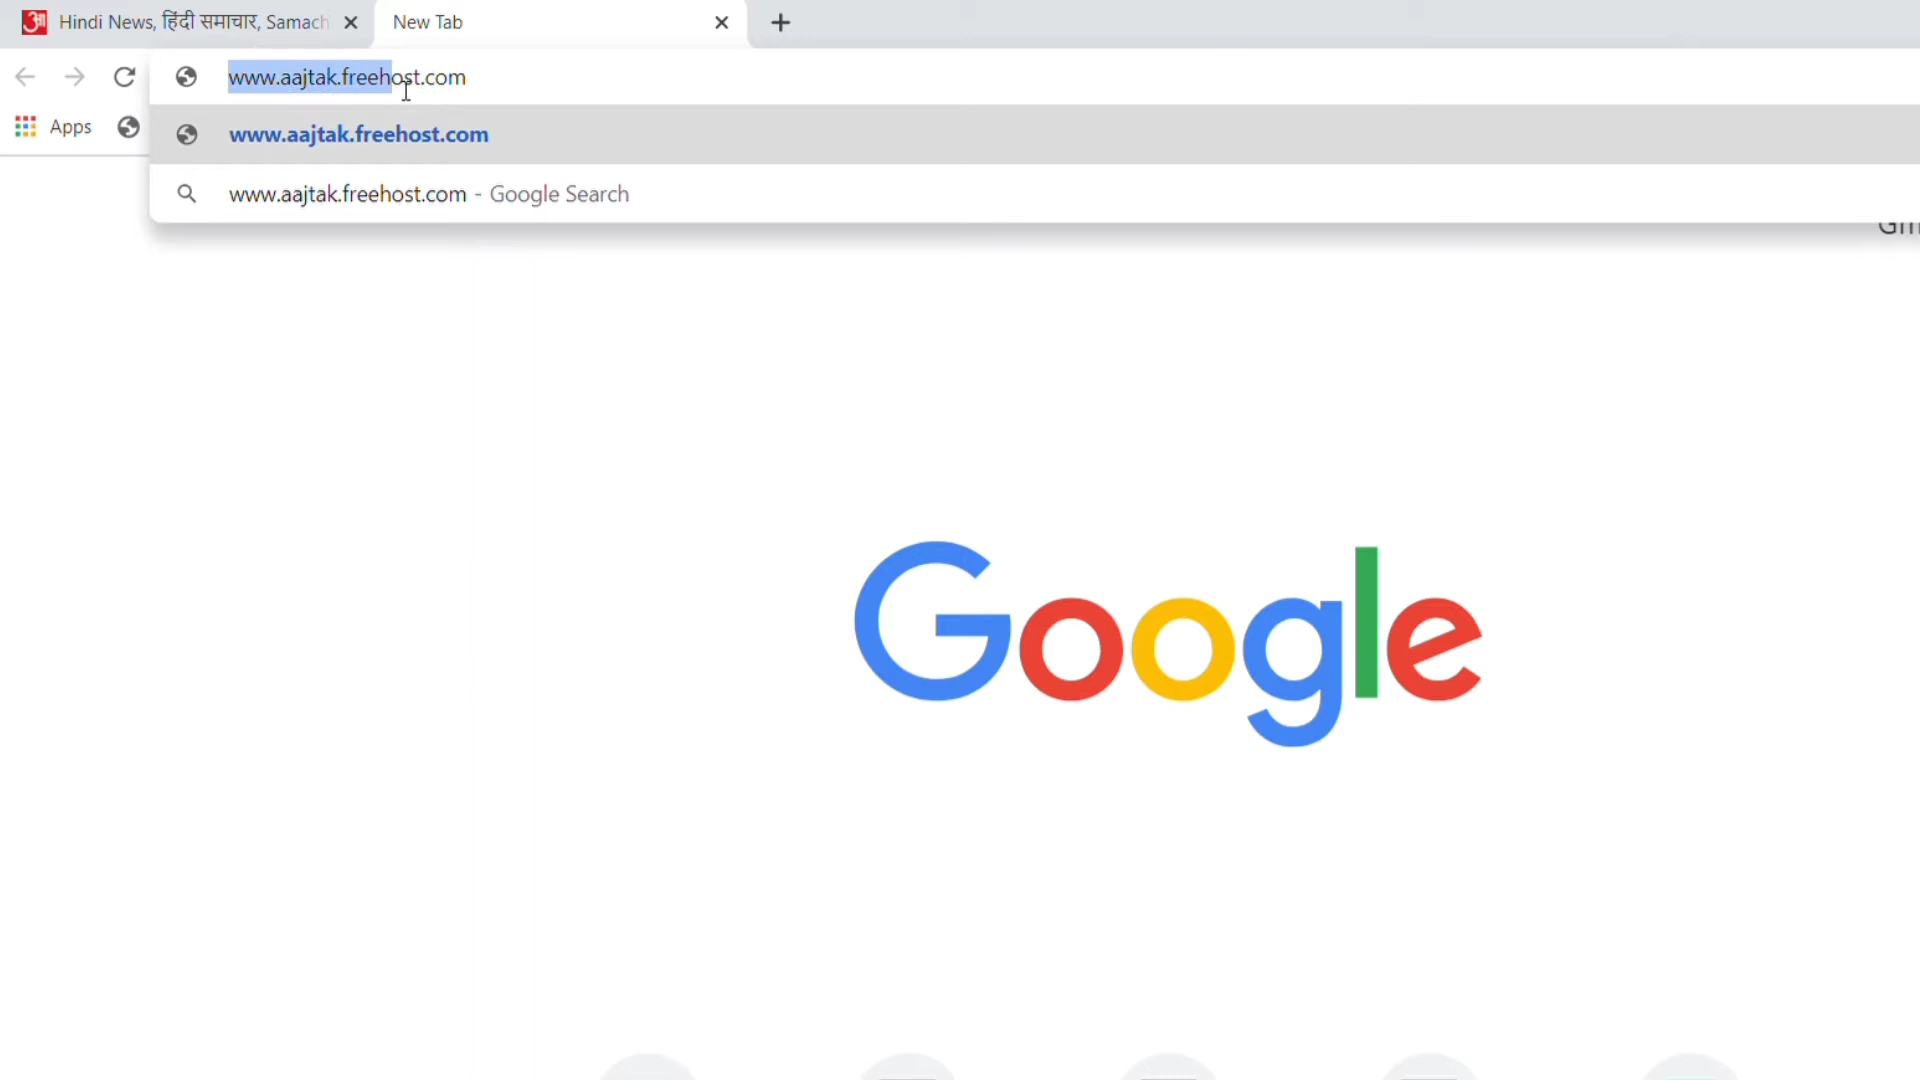 Hindi News, हिंदी समाचार, Samach
New Tab
www.aajtak.freehost.com
Apps
www.aajtak.freehost.com
www.aajtak.freehost.com - Google Search
Google